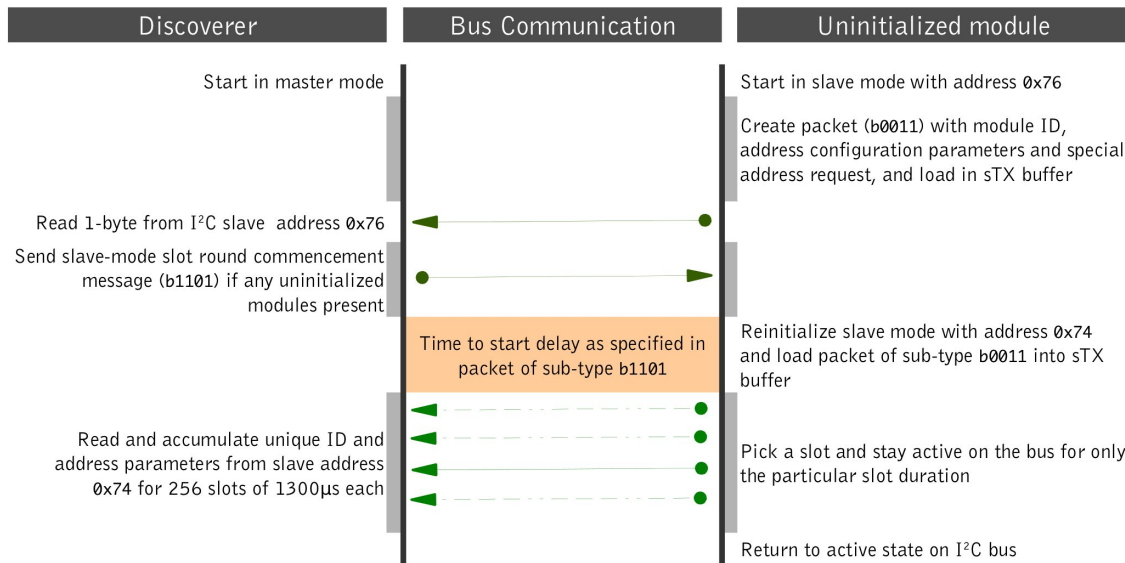 Discoverer
Bus Communication
Uninitialized module
Start in master mode
Start in slave mode with address 0x76
Create packet (b0011) with module ID,
address configuration parameters and special
address request, and load in sTX buffer
Read 1-byte from I²C slave address 0x76
Send slave-mode slot round commencement
message (b1101) if any uninitialized
modules present
Time to start delay as specified in
packet of sub-type b1101
Reinitialize slave mode with address 0x74
and load packet of sub-type b0011 into sTX
buffer
Read and accumulate unique ID and
address parameters from slave address
0x74 for 256 slots of 1300µs each
Pick a slot and stay active on the bus for only
the particular slot duration
Return to active state on I²C bus